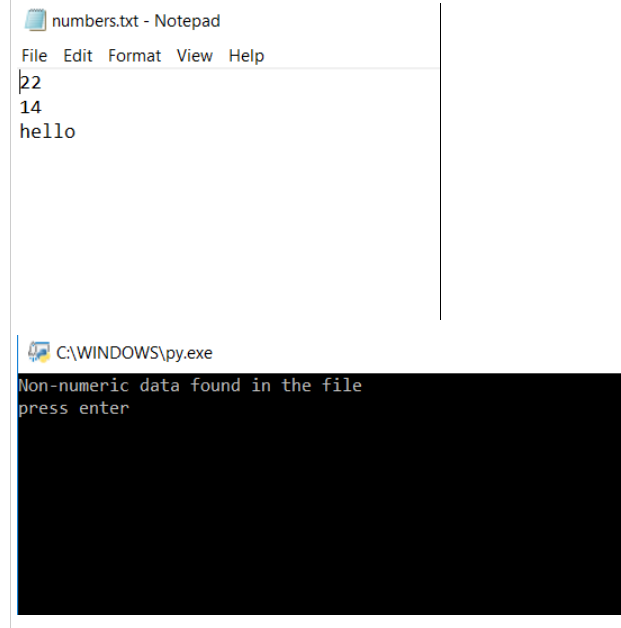 numbers.txt - Notepad
File Edit Format View Help
22
14
hello
C:\WINDOWS\py.exe
Non-numeric data found in the file
press enter